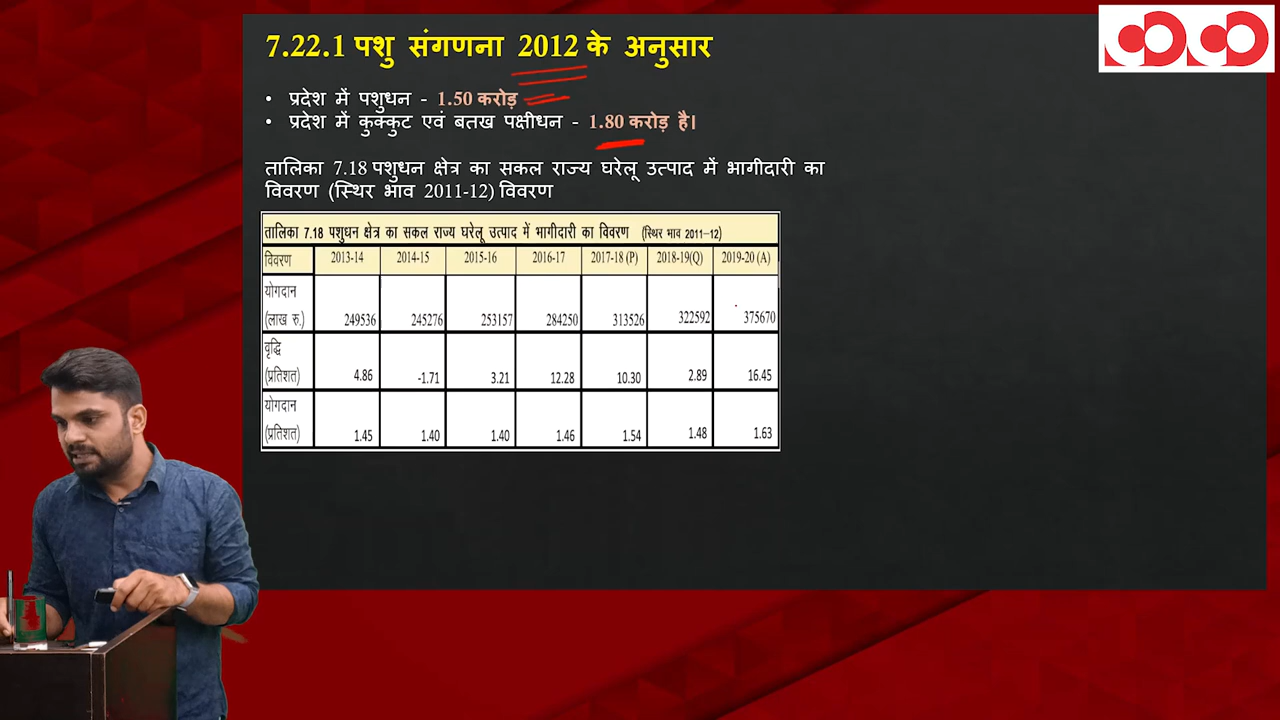 7.22.1 पशु संगणना 2012 के अनुसार
• प्रदेश में पशुधन - 1.50 करोड़
• प्रदेश में कुक्कुट एवं बतख पक्षीधन - 1.80 करोड़ है।
तालिका 7.18 पशुधन क्षेत्र का सकल राज्य घरेलू उत्पाद में भागीदारी का
विवरण (स्थिर भाव 2011-12) विवरण
तालिका 7.18 पशुधन क्षेत्र का सकल राज्य घरेलू उत्पाद में भागीदारी का विवरण (स्थिर भाव 2011-12)
विवरण 2013-14 2014-15 2015-16 2016-17 2017-18 (P) 2018-19(Q) 2019-20 (A)
योगदान
(लाख रु.) 249536 245276 253157 284250 313526 322592 375670
वृद्धि
(प्रतिशत) 4.86 -1.71 3.21 12.28 10.30 2.89 16.45
योगदान
(प्रतिशत) 1.45 1.40 1.40 1.46 1.54 1.48 1.63